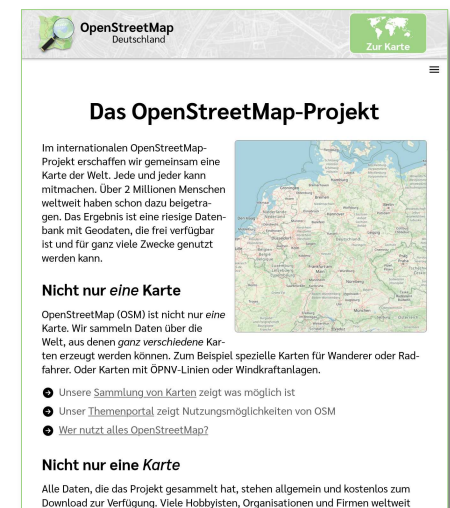 OpenStreetMap
Deutschland
Zur Karte
Das OpenStreetMap-Projekt
Im internationalen OpenStreetMap-
Projekt erschaffen wir gemeinsam eine
Karte der Welt. Jede und jeder kann
mitmachen. Über 2 Millionen Menschen
weltweit haben schon dazu beigetra-
gen. Das Ergebnis ist eine riesige Daten-
bank mit Geodaten, die frei verfügbar
ist und für ganz viele Zwecke genutzt
werden kann.
Nicht nur eine Karte
OpenStreetMap (OSM) ist nicht nur eine
Karte. Wir sammeln Daten über die
Welt, aus denen ganz verschiedene Kar-
ten erzeugt werden können. Zum Beispiel spezielle Karten für Wanderer oder Rad-
fahrer. Oder Karten mit ÖPNV-Linien oder Windkraftanlagen.
Unsere Sammlung von Karten zeigt was möglich ist
Unser Themenportal zeigt Nutzungsmöglichkeiten von OSM
Wer nutzt alles OpenStreetMap?
Nicht nur eine Karte
Alle Daten, die das Projekt gesammelt hat, stehen allgemein und kostenlos zum
Download zur Verfügung. Viele Hobbyisten, Organisationen und Firmen weltweit